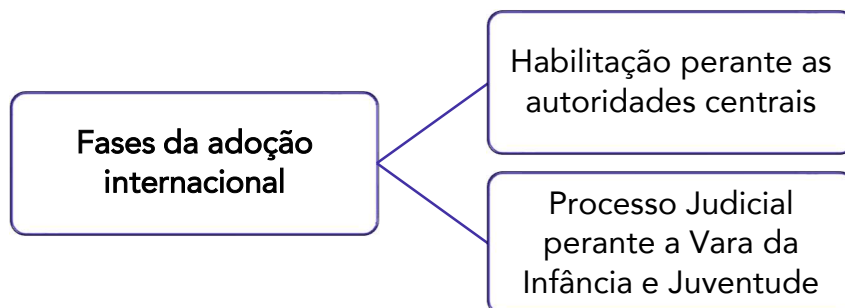 Fases da adoção
internacional
Habilitação perante as
autoridades centrais
Processo Judicial
perante a Vara da
Infância e Juventude